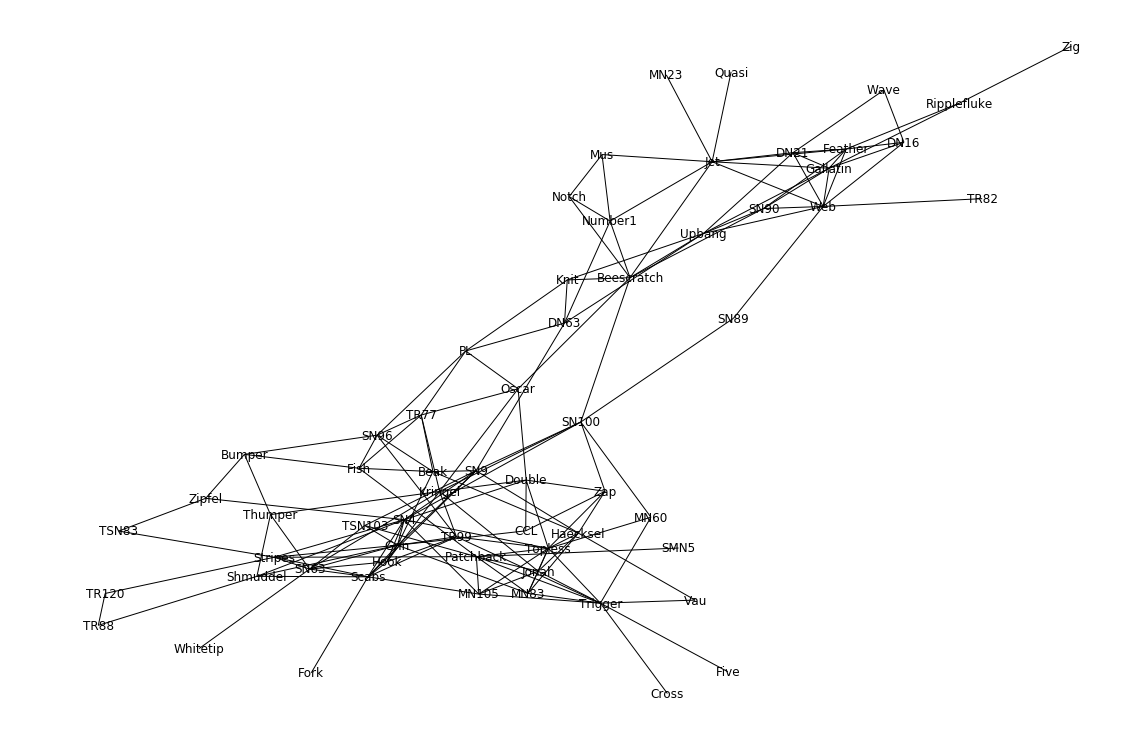 Zig
MN23
Quasi
Wave
Ripplefluke
DN16
Feather
DN21
Mus
Jet
Gallatin
Notch
TR82
Web
SN90
Number1
Upbang
Knit
Beescratch
SN89
DN63
PL
Oscar
TR77
SN100
SN96
Bumper
Fish
Beak
SN9
Double
Kringel
Zap
Zipfel
Thumper
SN4
MN60
TSN103
TSN83
CCL
Haecksel
TR99
Grin
Topless
SMN5
Stripes
Patchback
Hook
SN63
Shmuddel
Scabs
Jonah
TR120
MN105
MN83
Trigger
Vau
TR88
Whitetip
Fork
Five
Cross